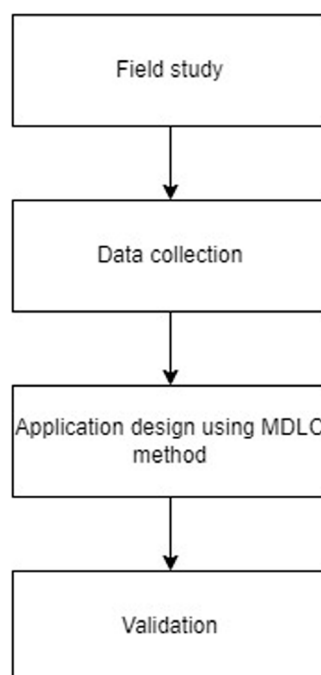 Field study
Data collection
Application design using MDLC
method
Validation